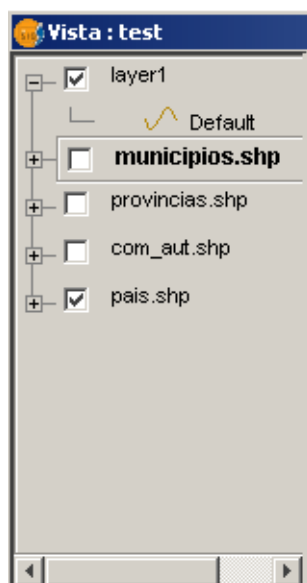 Vista : test
layer1
Default
municipios.shp
provincias.shp
com_aut.shp
pais.shp